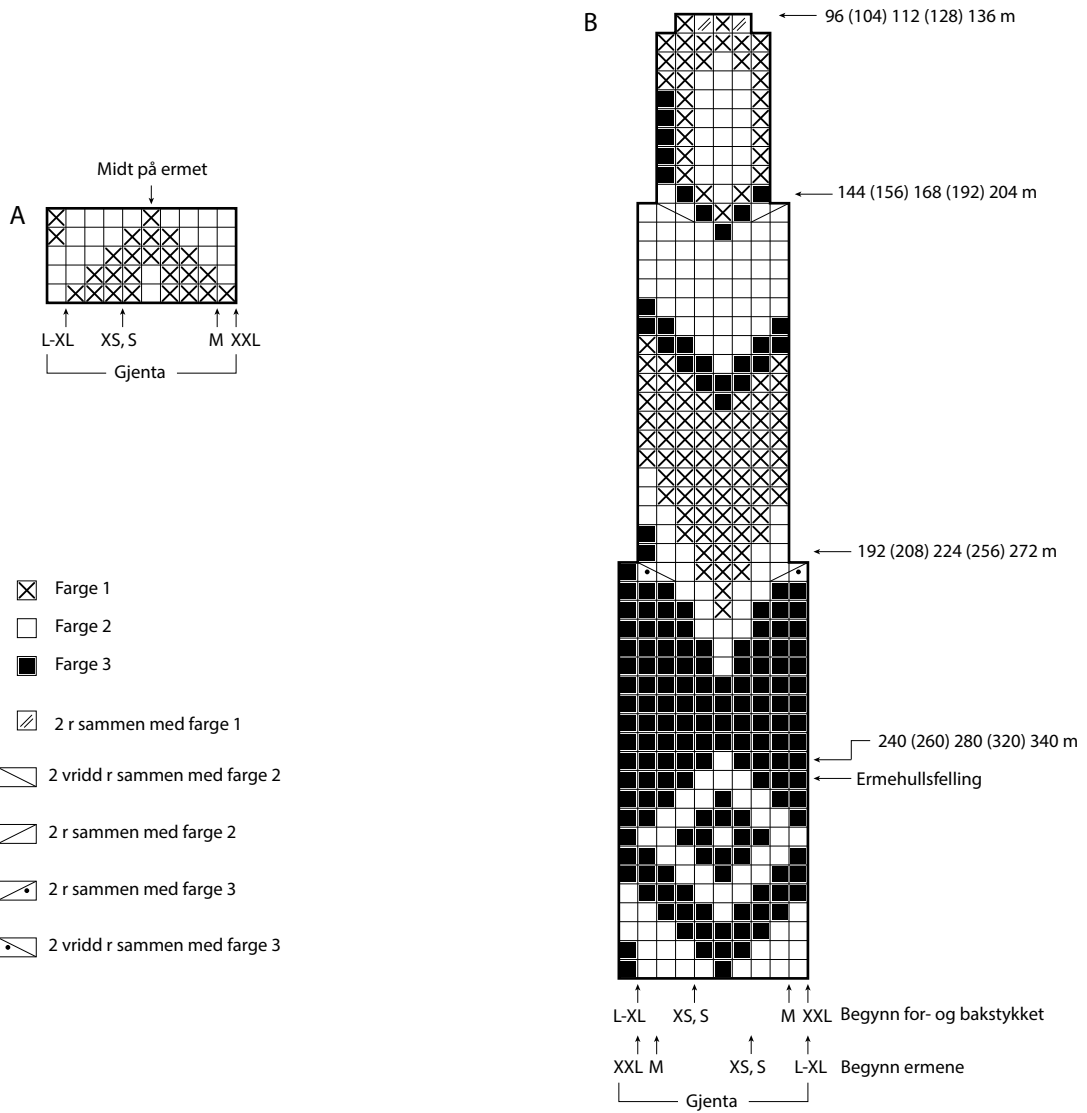 B
96 (104) 112 (128) 136 m
Midt på ermet
A
144 (156) 168 (192) 204 m
L-XL XS, S M XXL
Gjenta
192 (208) 224 (256) 272 m
Farge 1
Farge 2
Farge 3
2 r sammen med farge 1
2 vridd r sammen med farge 2
2 r sammen med farge 2
2 r sammen med farge 3
2 vridd r sammen med farge 3
240 (260) 280 (320) 340 m
Ermehullsfelling
L-XL XS, S M XXL Begynn for- og bakstykket
XXL M XS, S L-XL Begynn ermene
Gjenta